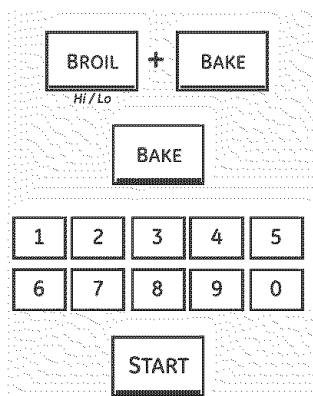 BROIL + BAKE
Hi / Lo
BAKE
1 2 3 4 5
6 7 8 9 0
START